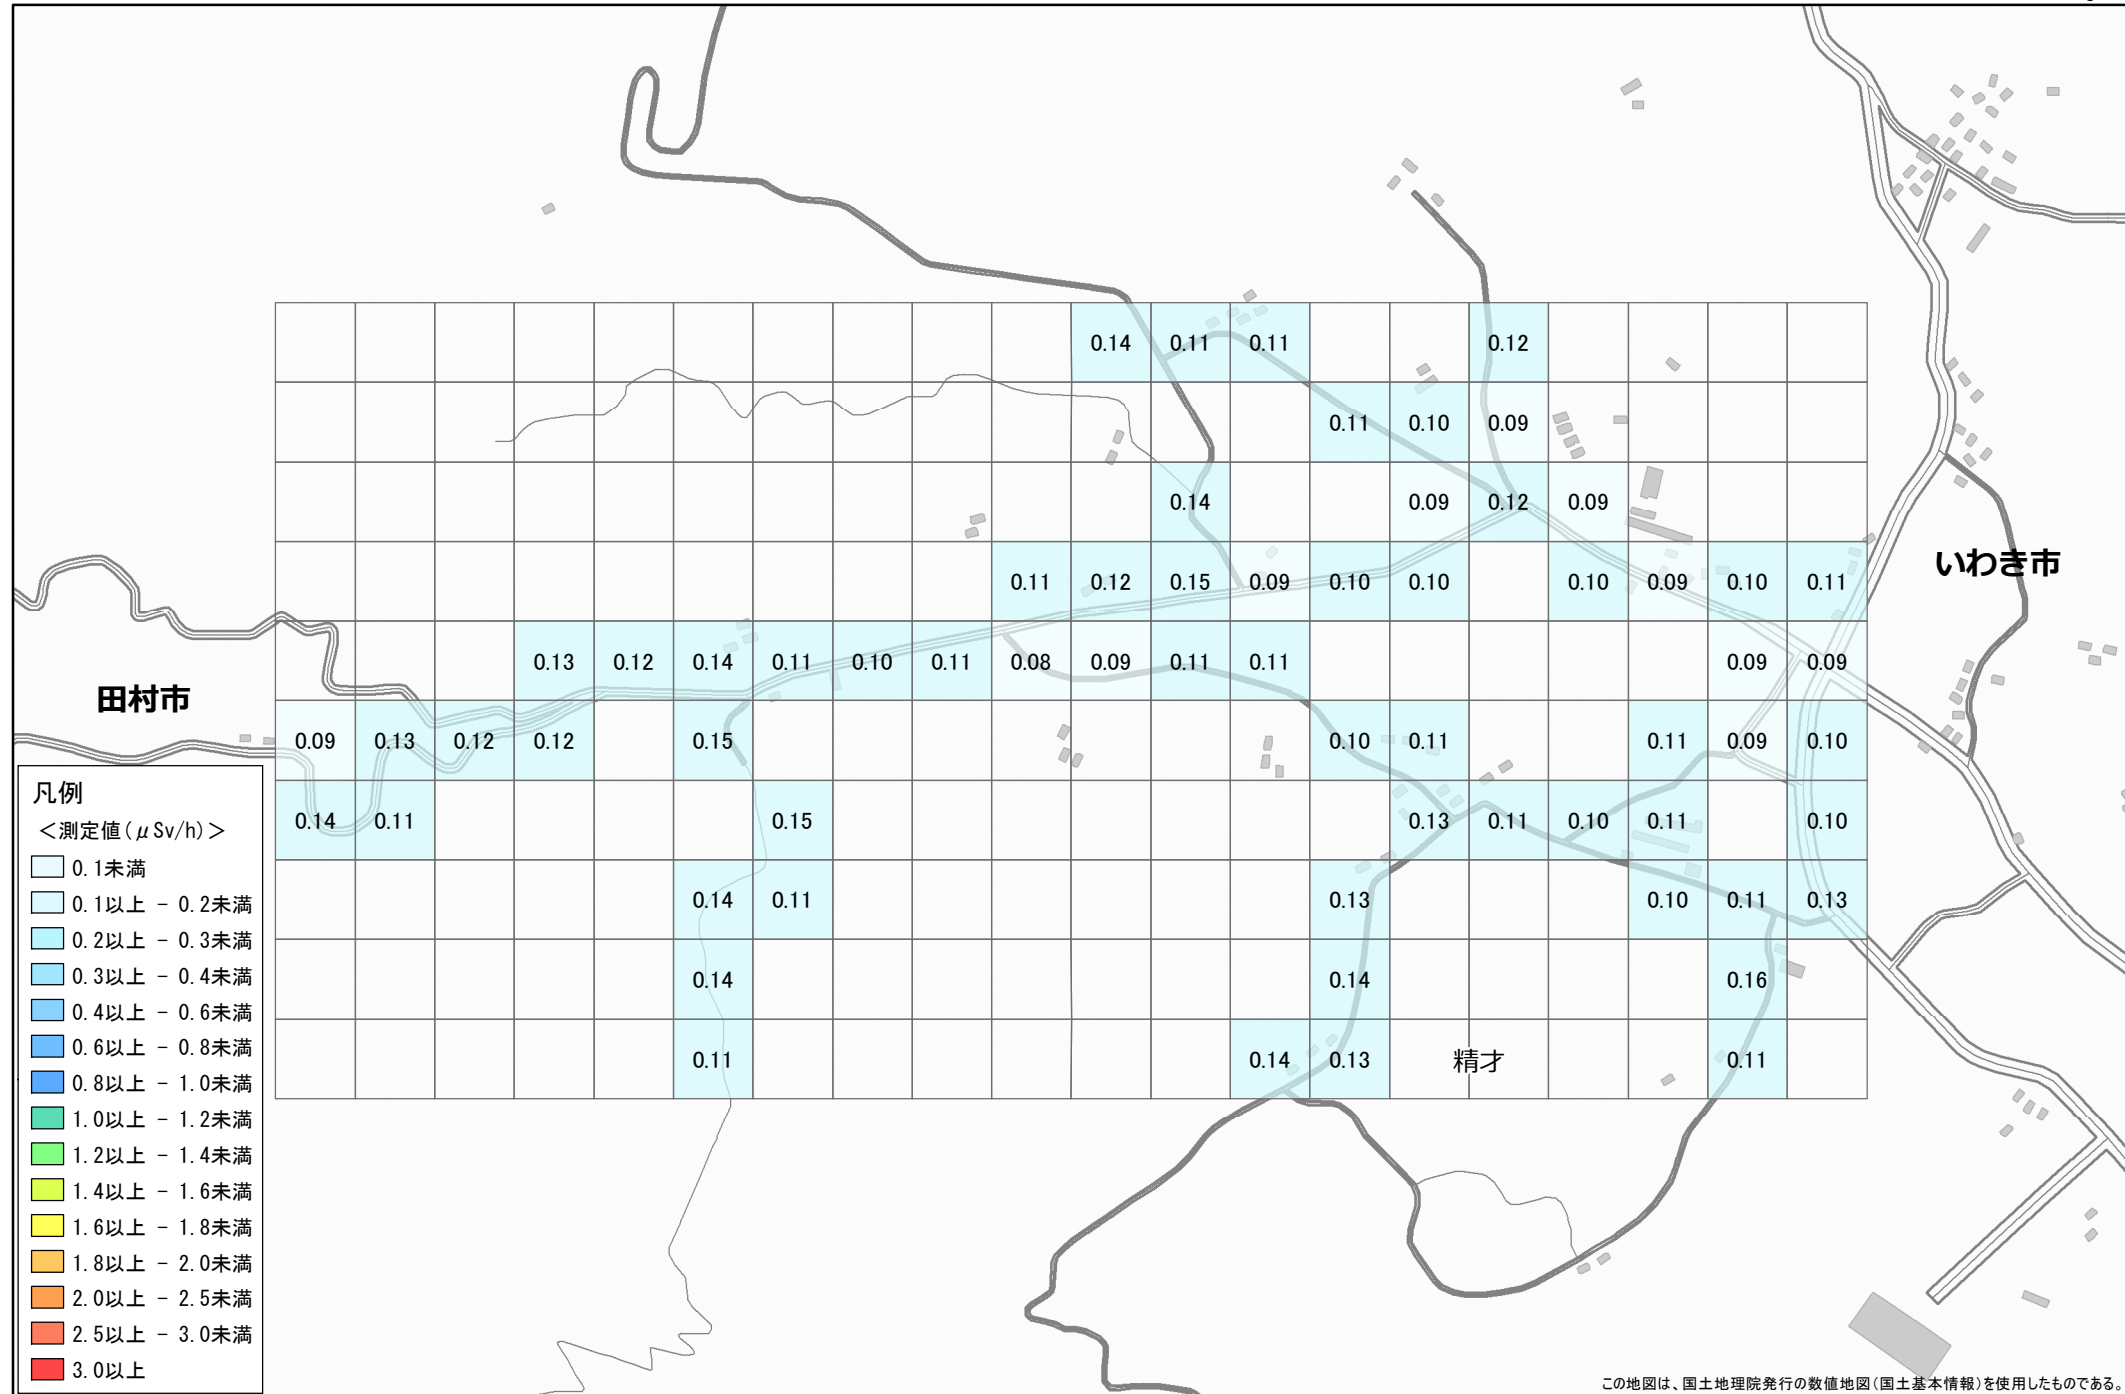 0.14 0.11 0.11 0.12
0.11 0.10 0.09
0.14 0.09 0.12 0.09
0.11 0.12 0.15 0.09 0.10 0.10 0.10 0.09 0.10 0.11
いわき市
0.13 0.12 0.14 0.11 0.10 0.11 0.08 0.09 0.11 0.11 0.09 0.09
田村市
0.09 0.13 0.12 0.12 0.15 0.10 0.11 0.11 0.09 0.10
0.14 0.11 0.15 0.13 0.11 0.10 0.11 0.10
0.14 0.11 0.13 0.10 0.11 0.13
0.14 0.14 0.16
0.11 0.14 0.13 精才 0.11
凡例
<測定値(μSv/h)>
0.1未満
0.1以上 - 0.2未満
0.2以上 - 0.3未満
0.3以上 - 0.4未満
0.4以上 - 0.6未満
0.6以上 - 0.8未満
0.8以上 - 1.0未満
1.0以上 - 1.2未満
1.2以上 - 1.4未満
1.4以上 - 1.6未満
1.6以上 - 1.8未満
1.8以上 - 2.0未満
2.0以上 - 2.5未満
2.5以上 - 3.0未満
3.0以上
この地図は、国土地理院発行の数値地図(国土基本情報)を使用したものである。